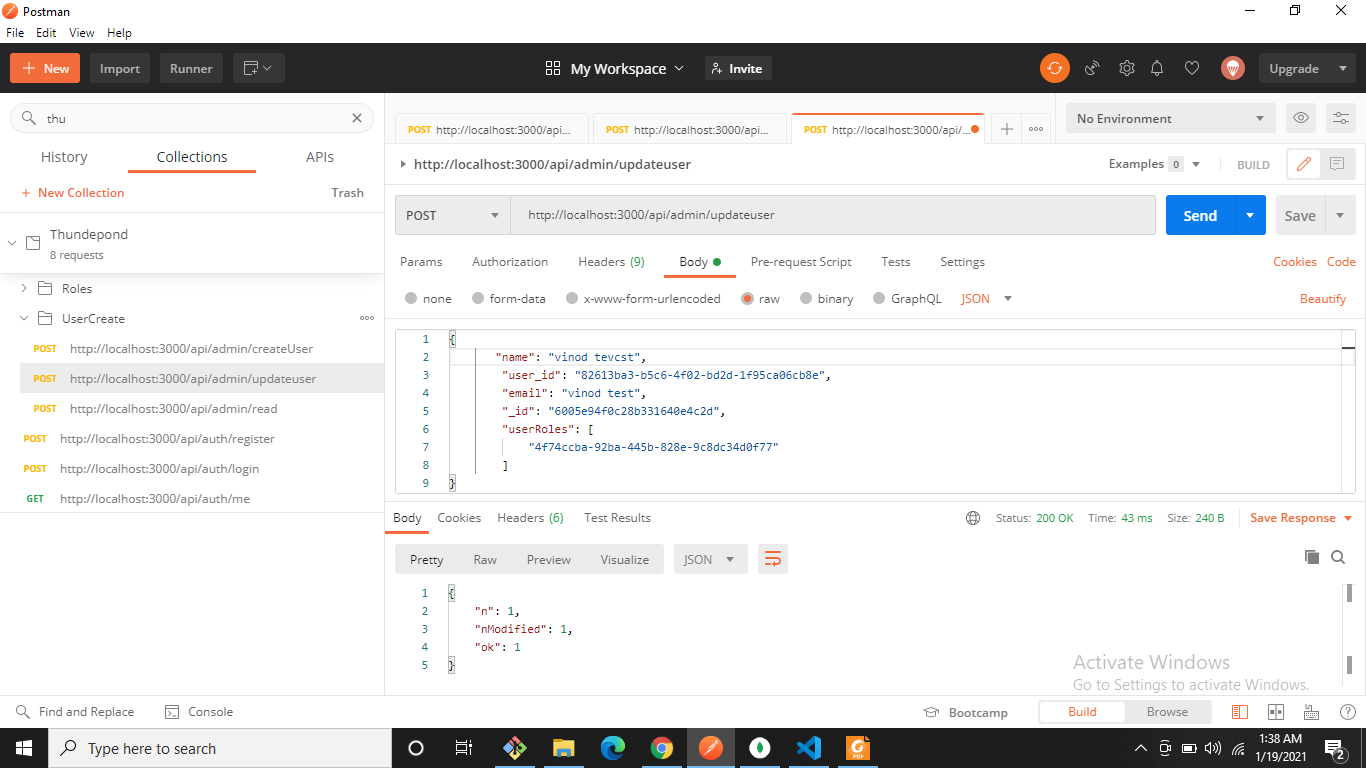 Postman
File Edit View Help
+ New Import Runner My Workspace Invite Upgrade
thu
History Collections APIs
+ New Collection Trash
Thundepond
8 requests
Roles
UserCreate
POST http://localhost:3000/api/admin/createUser
POST http://localhost:3000/api/admin/updateuser
POST http://localhost:3000/api/admin/read
POST http://localhost:3000/api/auth/register
POST http://localhost:3000/api/auth/login
GET http://localhost:3000/api/auth/me
POST http://localhost:3000/api... POST http://localhost:3000/api... POST http://localhost:3000/api/... + No Environment
http://localhost:3000/api/admin/updateuser Examples 0 BUILD
POST http://localhost:3000/api/admin/updateuser Send Save
Params Authorization Headers (9) Body Pre-request Script Tests Settings Cookies Code
none form-data x-www-form-urlencoded raw binary GraphQL JSON Beautify
1 {
2 "name": "vinod tevcst",
3 "user_id": "82613ba3-b5c6-4f02-bd2d-1f95ca06cb8e",
4 "email": "vinod test",
5 "_id": "6005e94f0c28b331640e4c2d",
6 "userRoles": [
7 "4f74ccba-92ba-445b-828e-9c8dc34d0f77"
8 ]
9 }
Body Cookies Headers (6) Test Results Status: 200 OK Time: 43 ms Size: 240 B Save Response
Pretty Raw Preview Visualize JSON
1 {
2 "n": 1,
3 "nModified": 1,
4 "ok": 1
5 }
Activate Windows
Go to Settings to activate Windows.
Find and Replace Console Bootcamp Build Browse ?
Type here to search
PDF
1:38 AM
1/19/2021
2